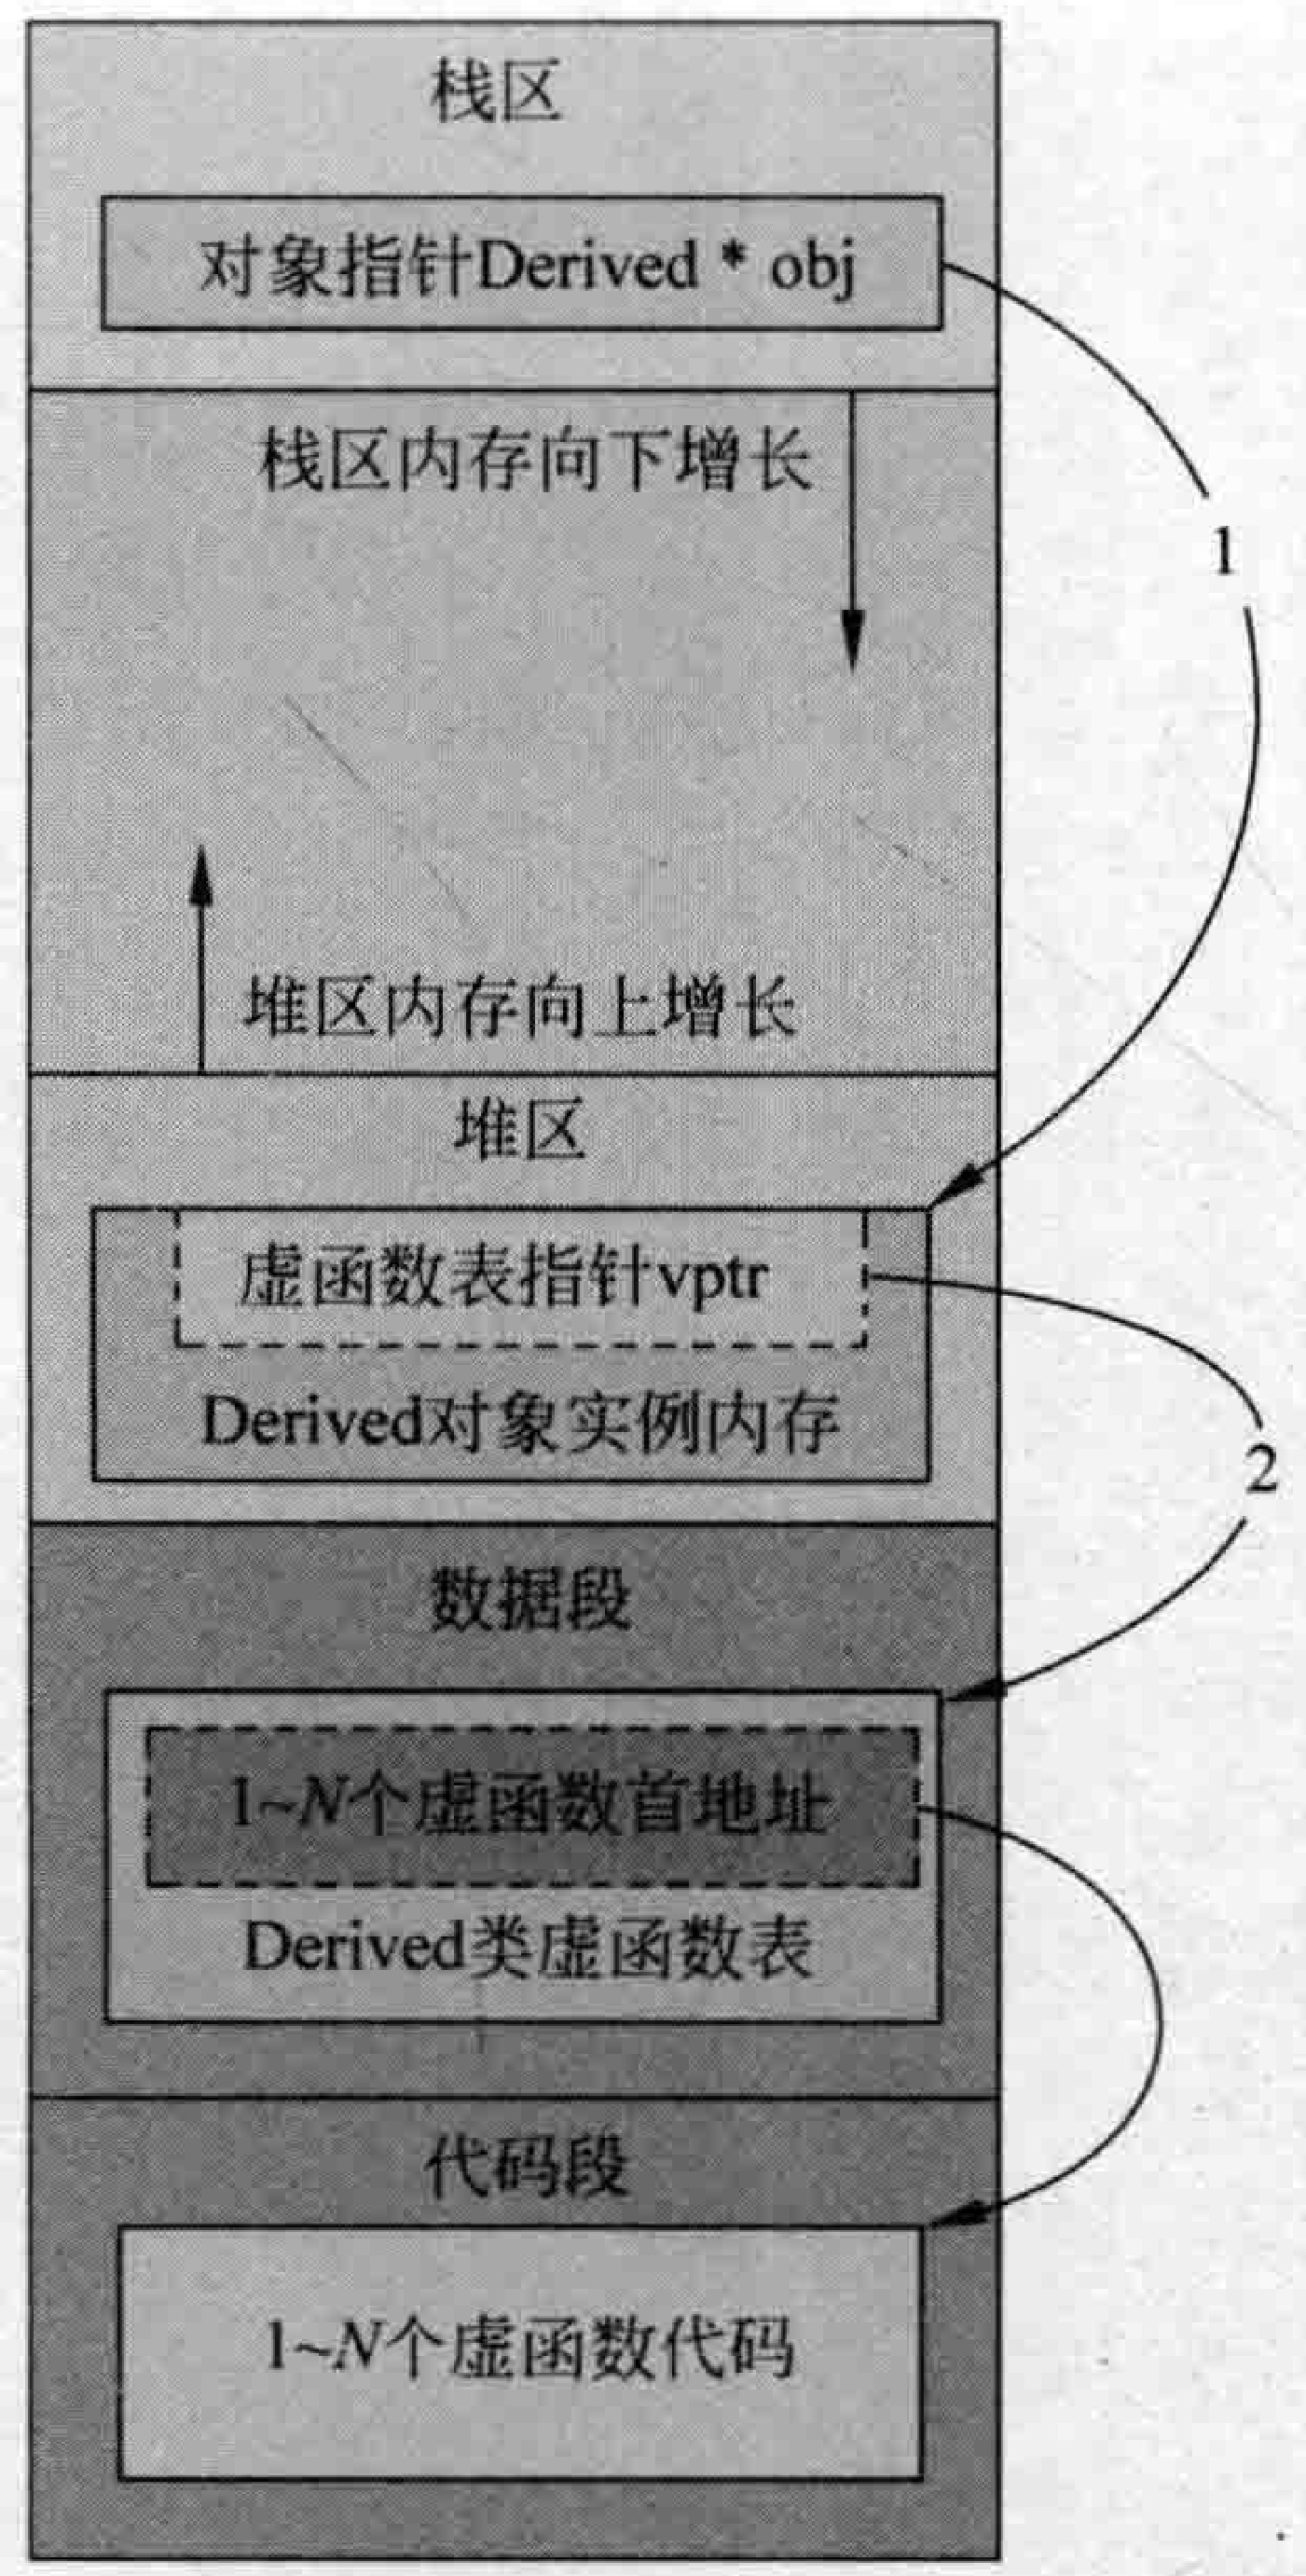 栈区
对象指针Derived * obj
栈区内存向下增长
1
堆区内存向上增长
堆区
虚函数表指针vptr
Derived对象实例内存
2
数据段
1~N个虚函数首地址
Derived类虚函数表
代码段
1~N个虚函数代码